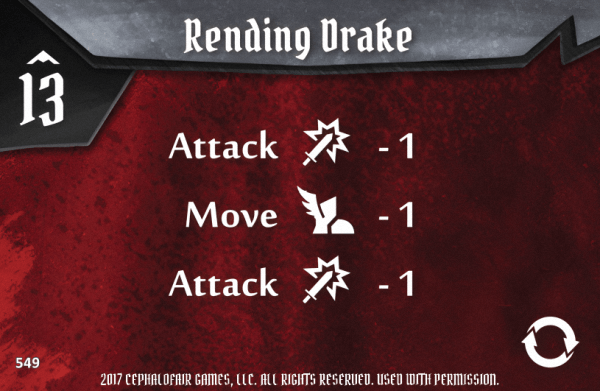 Rending Drake
13
Attack - 1
Move - 1
Attack - 1
549
2017 CEPHALOFAIR GAMES, LLC. ALL RIGHTS RESERVED. USED WITH PERMISSION.